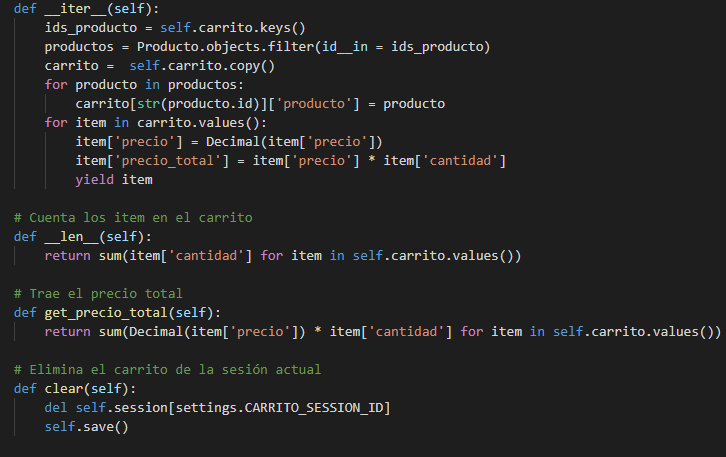 def __iter__(self):
    ids_producto = self.carrito.keys()
    productos = Producto.objects.filter(id__in = ids_producto)
    carrito =  self.carrito.copy()
    for producto in productos:
        carrito[str(producto.id)]['producto'] = producto
    for item in carrito.values():
        item['precio'] = Decimal(item['precio'])
        item['precio_total'] = item['precio'] * item['cantidad']
        yield item

# Cuenta los item en el carrito
def __len__(self):
    return sum(item['cantidad'] for item in self.carrito.values())

# Trae el precio total
def get_precio_total(self):
    return sum(Decimal(item['precio']) * item['cantidad'] for item in self.carrito.values())

# Elimina el carrito de la sesión actual
def clear(self):
    del self.session[settings.CARRITO_SESSION_ID]
    self.save()